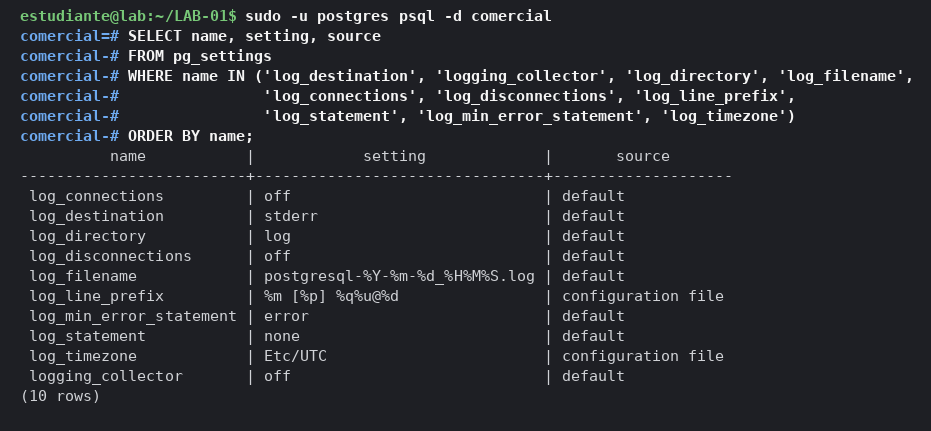 estudiante@lab:~/LAB-01$ sudo -u postgres psql -d comercial
comercial=# SELECT name, setting, source
comercial-# FROM pg_settings
comercial-# WHERE name IN ('log_destination', 'logging_collector', 'log_directory', 'log_filename',
comercial-#                'log_connections', 'log_disconnections', 'log_line_prefix',
comercial-#                'log_statement', 'log_min_error_statement', 'log_timezone')
comercial-# ORDER BY name;
          name           |            setting             |       source
-------------------------+--------------------------------+--------------------
 log_connections         | off                            | default
 log_destination         | stderr                         | default
 log_directory           | log                            | default
 log_disconnections      | off                            | default
 log_filename            | postgresql-%Y-%m-%d_%H%M%S.log | default
 log_line_prefix         | %m [%p] %q%u@%d                | configuration file
 log_min_error_statement | error                          | default
 log_statement           | none                           | default
 log_timezone            | Etc/UTC                        | configuration file
 logging_collector       | off                            | default
(10 rows)